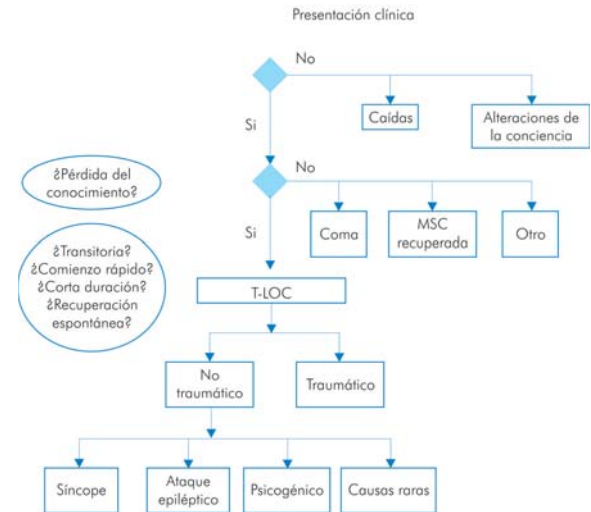 Presentación clínica
No
Caídas
Alteraciones de
la conciencia
Si
¿Pérdida del
conocimiento?
No
Coma
MSC
recuperada
Otro
Si
¿Transitoria?
¿Comienzo rápido?
¿Corta duración?
¿Recuperación
espontánea?
T-LOC
No
traumático
Traumático
Síncope
Ataque
epiléptico
Psicogénico
Causas raras